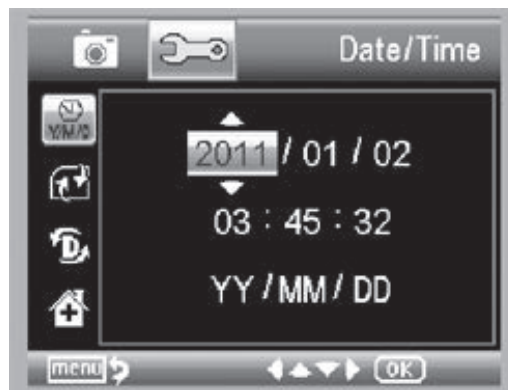 Date/Time
Y/M/D
2011 / 01 / 02
D
03 : 45 : 32
YY / MM / DD
menu
OK